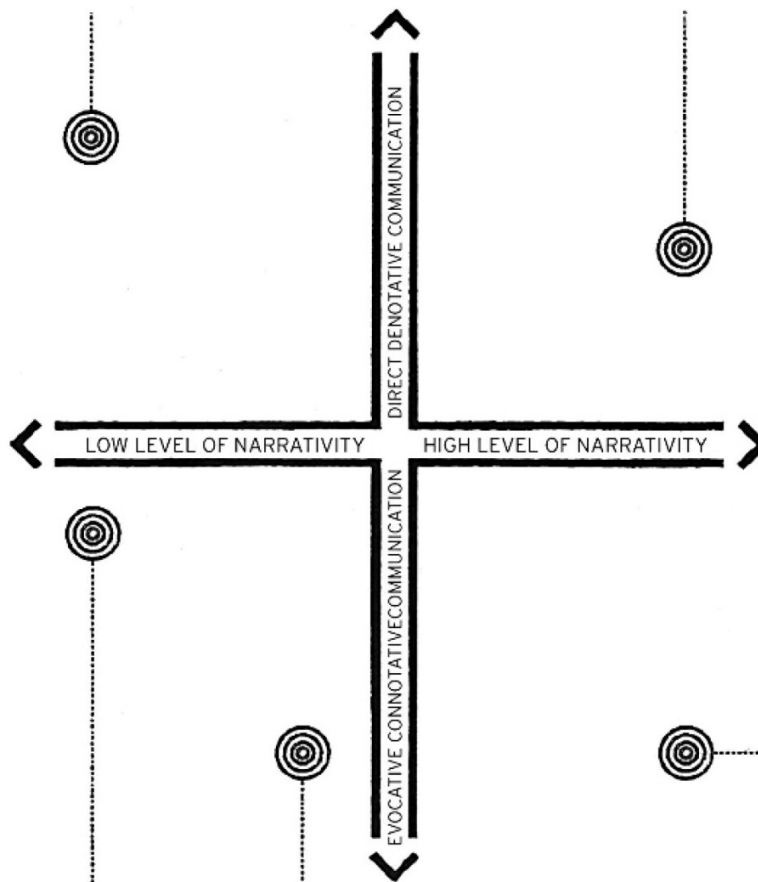 DIRECT DENOTATIVE COMMUNICATION
LOW LEVEL OF NARRATIVITY
HIGH LEVEL OF NARRATIVITY
EVOCATIVE CONNOTATIVECOMMUNICATION